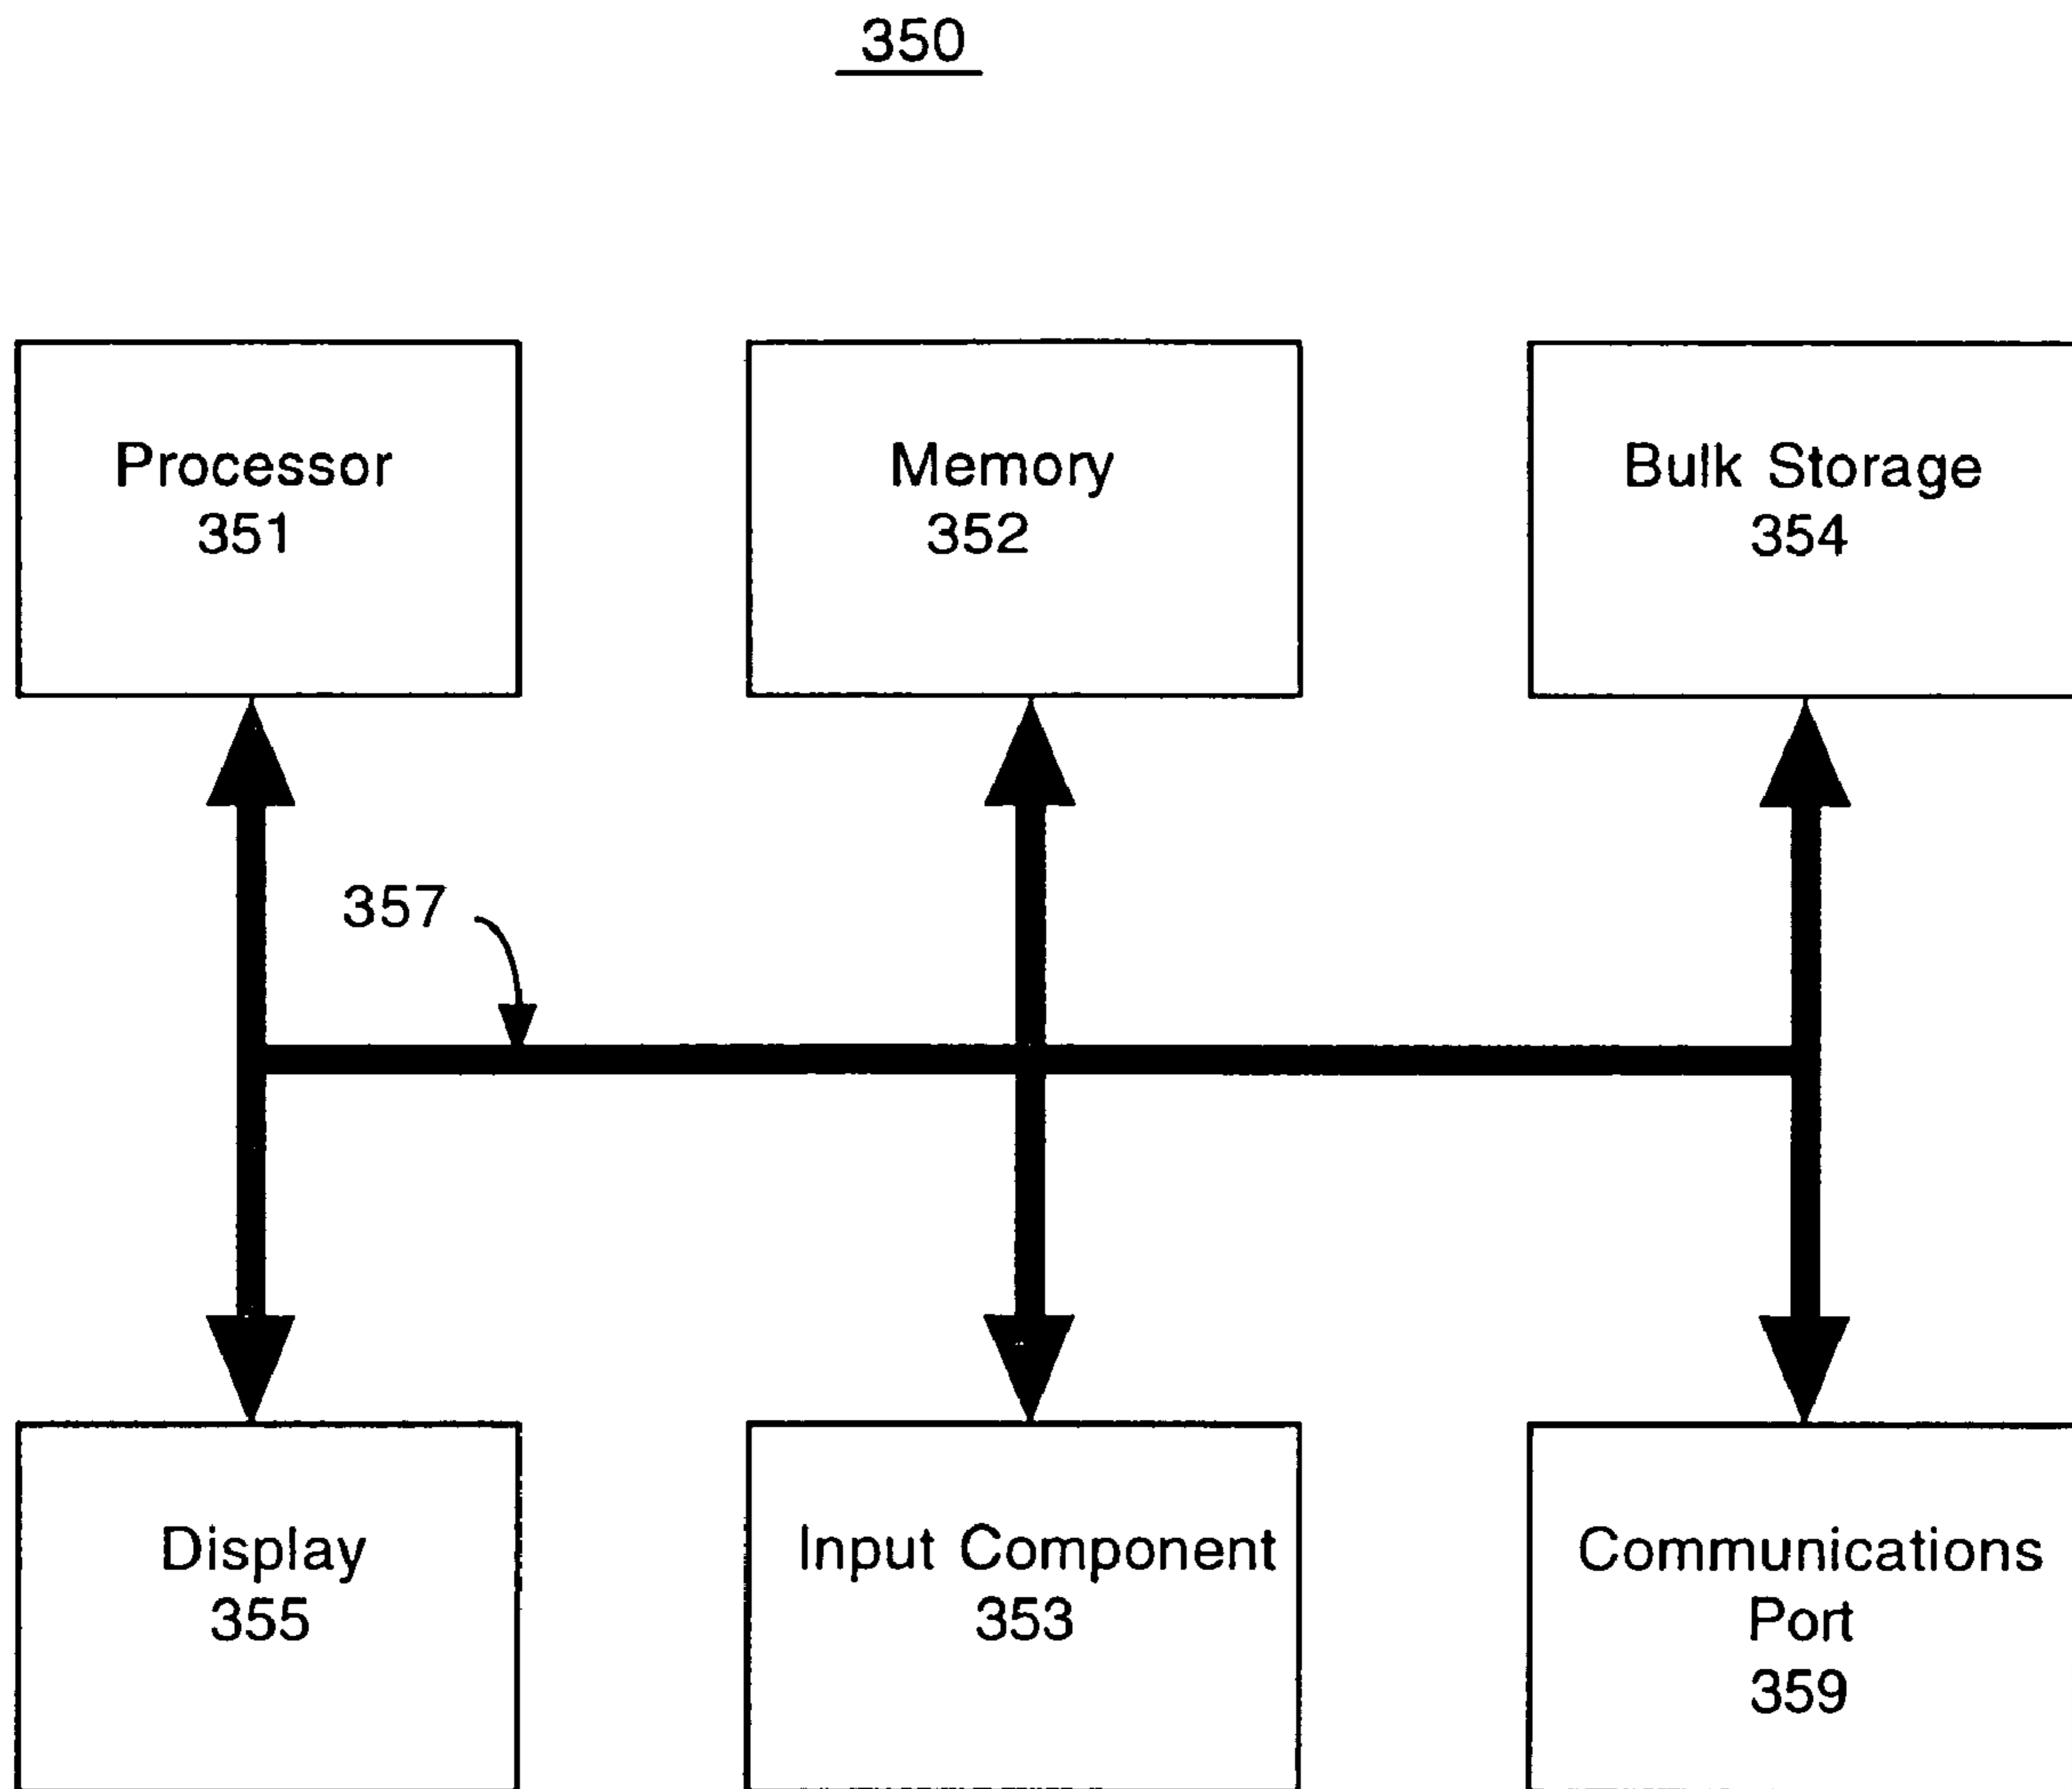 350
Processor
351
Memory
352
Bulk Storage
354
357
Display
355
Input Component
353
Communications
Port
359